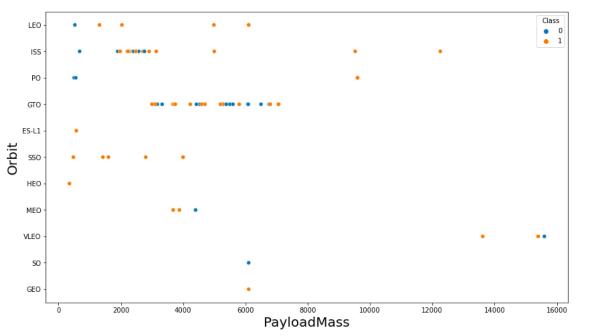 LEO
ISS
PO
GTO
ES-L1
SSO
HEO
MEO
VLEO
SO
GEO
Orbit
Class
0
1
0
2000
4000
6000
8000
10000
12000
14000
16000
PayloadMass